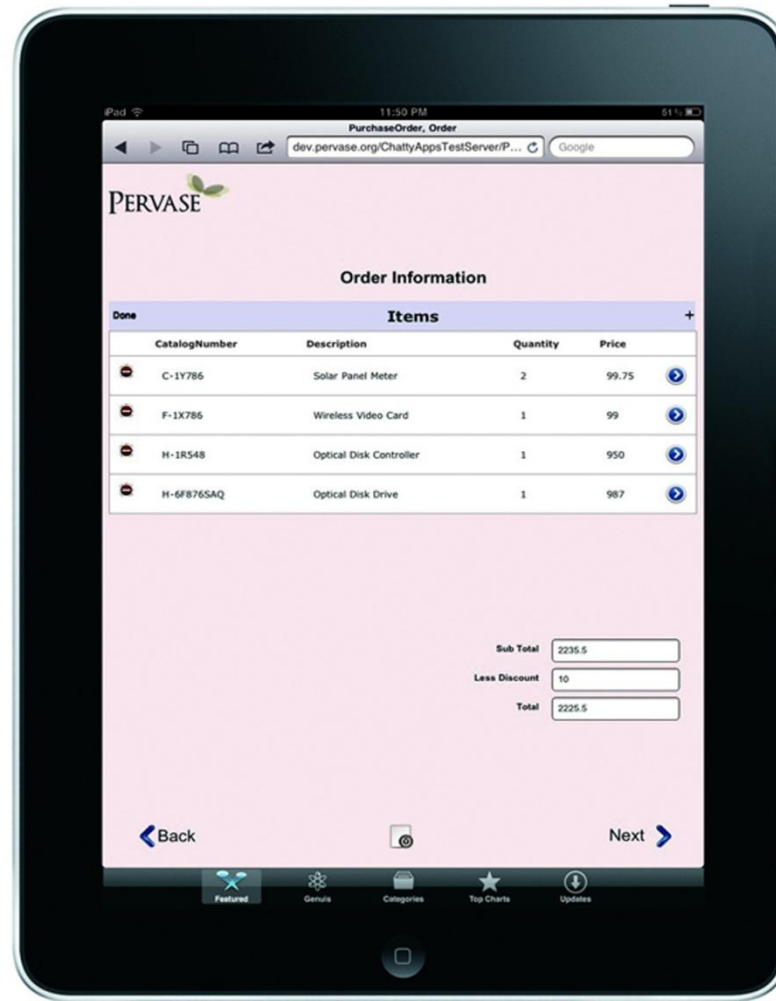 iPad 11:50 PM 51%
PurchaseOrder, Order
dev.pervase.org/ChattyAppsTestServer/P... Google
PERVASE
Order Information
Done Items +
CatalogNumber Description Quantity Price
C-1Y786 Solar Panel Meter 2 99.75
F-1X786 Wireless Video Card 1 99
H-1R548 Optical Disk Controller 1 950
H-6F876SAQ Optical Disk Drive 1 987
Sub Total 2235.5
Less Discount 10
Total 2225.5
Back Next
Featured Genuis Categories Top Charts Updates